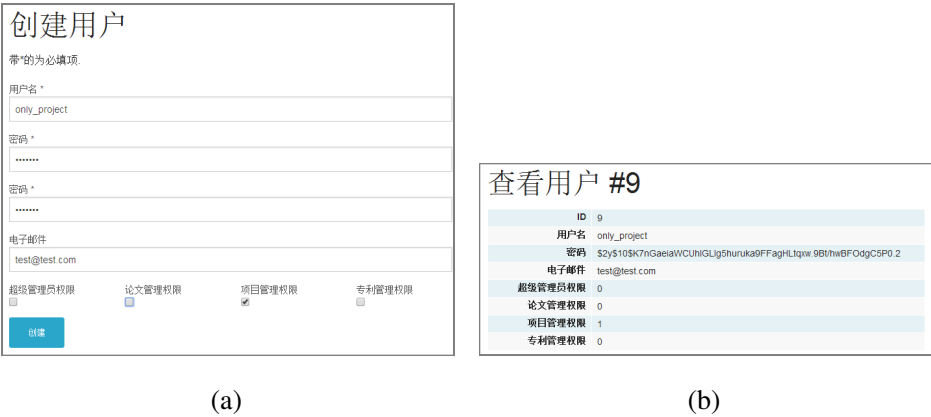 创建用户
带*的为必填项.
用户名 *
only_project
密码 *
•••••••
密码 *
•••••••
电子邮件
test@test.com
超级管理员权限 论文管理权限 项目管理权限 专利管理权限
创建
(a)
查看用户 #9
ID 9
用户名 only_project
密码 $2y$10$K7nGaeiaWCUhlGLlg5huruka9FFagHLtqxw.9Bt/hwBFOdgC5P0.2
电子邮件 test@test.com
超级管理员权限 0
论文管理权限 0
项目管理权限 1
专利管理权限 0
(b)